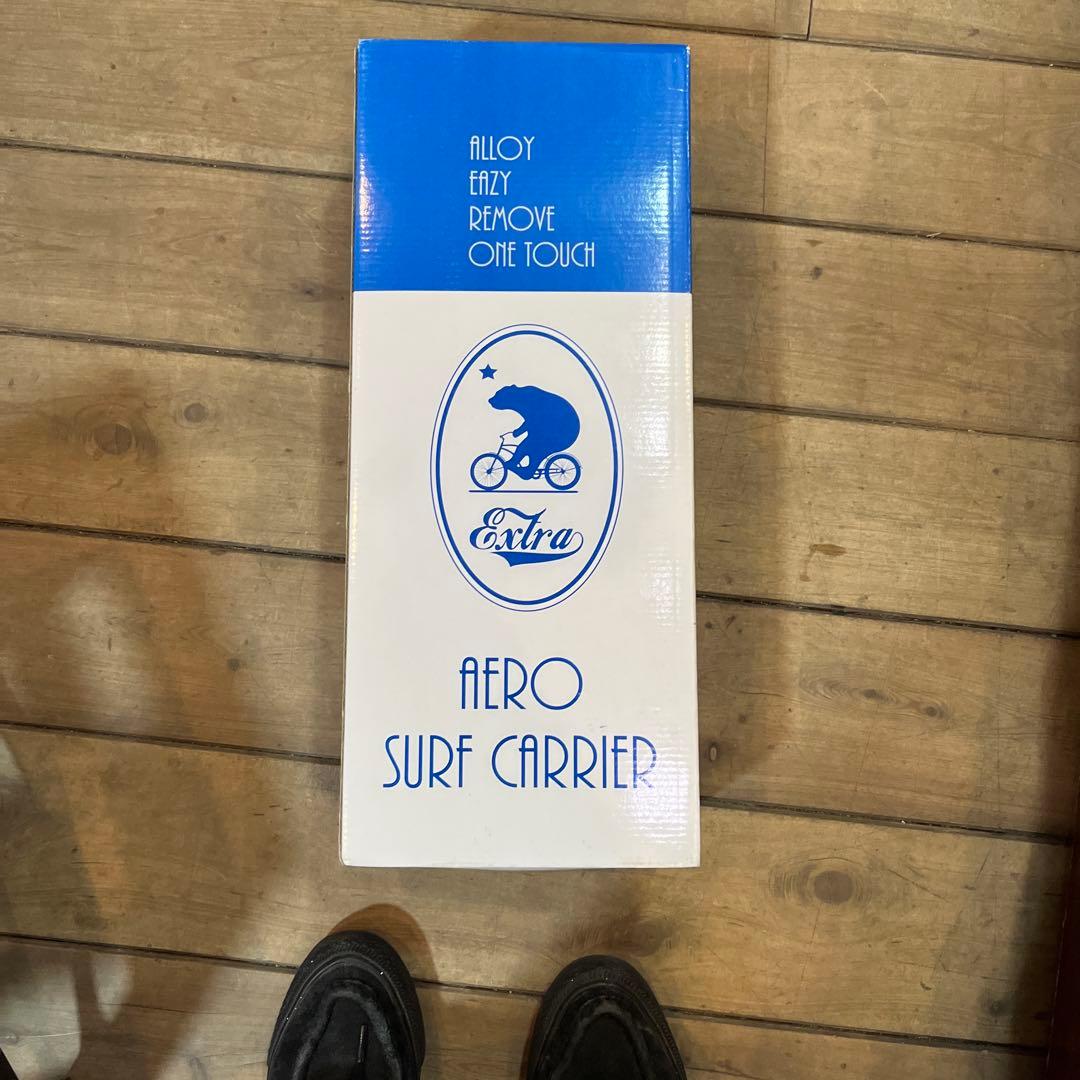 ALLOY
EAZY
REMOVE
ONE TOUCH
Extra
AERO
SURF CARRIER